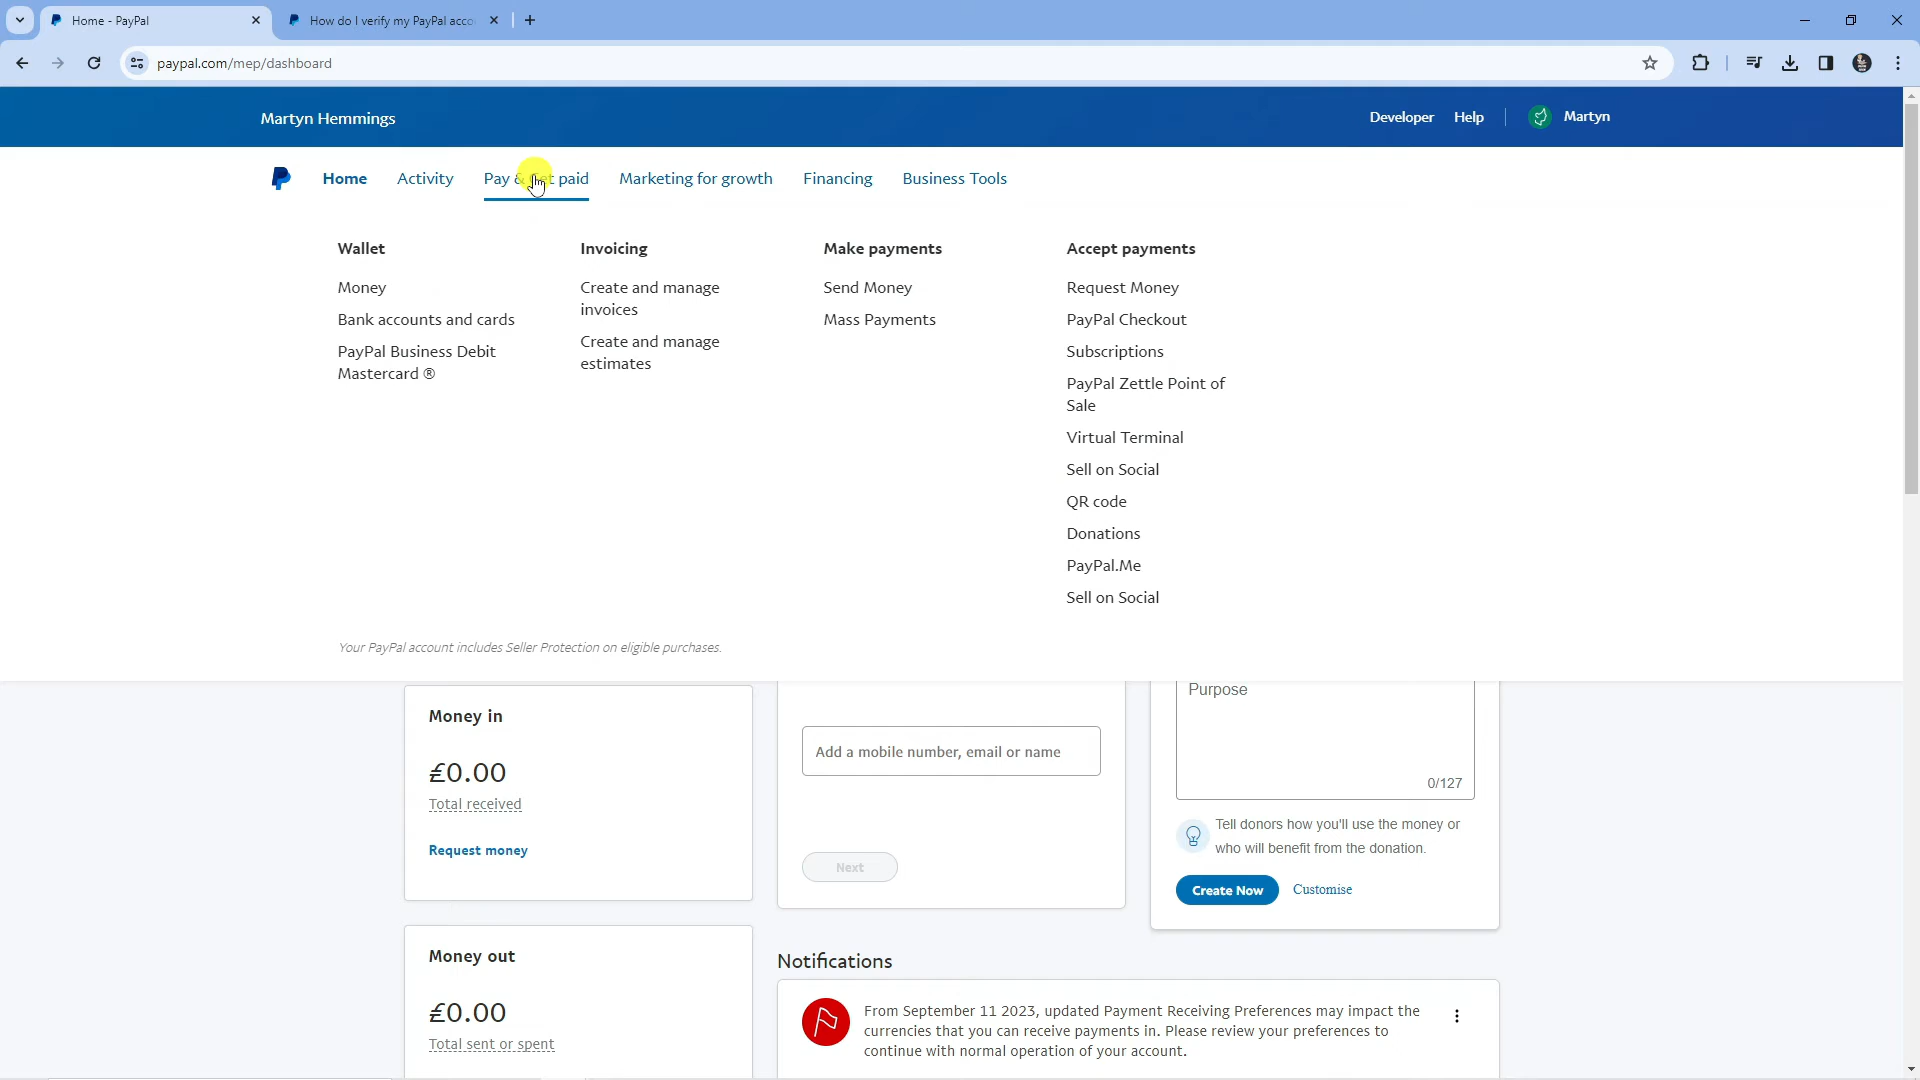 Home - PayPal
How do I verify my PayPal acco
paypal.com/mep/dashboard
Martyn Hemmings
Developer
Help
Martyn
Home
Activity
Pay & Get paid
Marketing for growth
Financing
Business Tools
Wallet
Money
Bank accounts and cards
PayPal Business Debit
Mastercard ®
Invoicing
Create and manage
invoices
Create and manage
estimates
Make payments
Send Money
Mass Payments
Accept payments
Request Money
PayPal Checkout
Subscriptions
PayPal Zettle Point of
Sale
Virtual Terminal
Sell on Social
QR code
Donations
PayPal.Me
Sell on Social
Your PayPal account includes Seller Protection on eligible purchases.
Money in
£0.00
Total received
Request money
Money out
£0.00
Total sent or spent
Add a mobile number, email or name
Next
Purpose
0/127
Tell donors how you'll use the money or
who will benefit from the donation.
Create Now
Customise
Notifications
From September 11 2023, updated Payment Receiving Preferences may impact the
currencies that you can receive payments in. Please review your preferences to
continue with normal operation of your account.